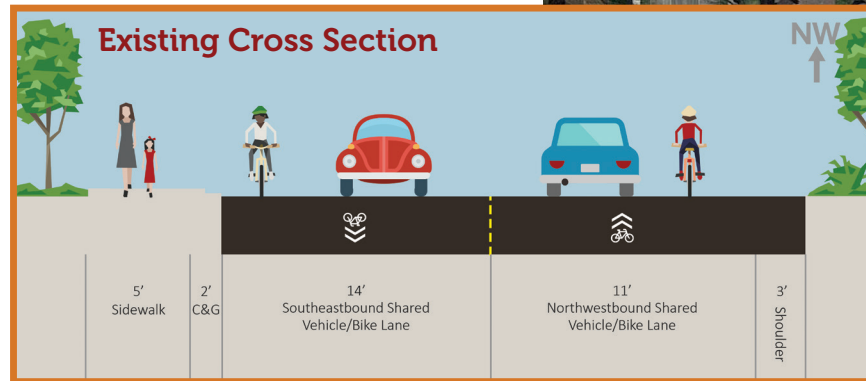 Existing Cross Section
NW
5'
Sidewalk
2'
C&G
14'
Southeastbound Shared
Vehicle/Bike Lane
11'
Northwestbound Shared
Vehicle/Bike Lane
3'
Shoulder